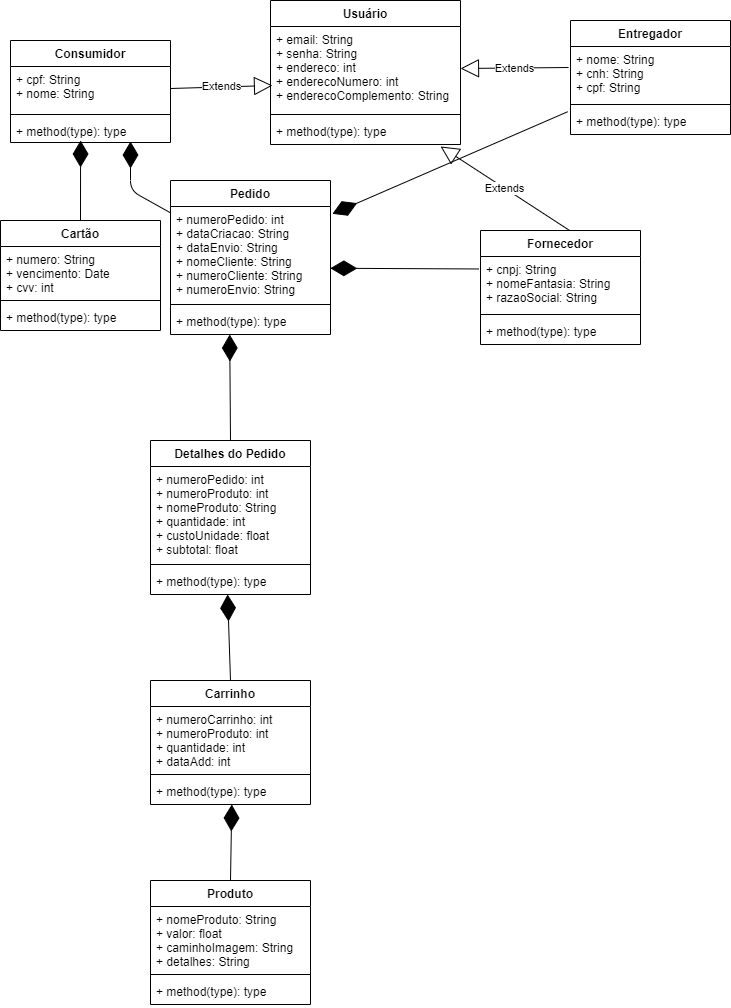 Usuário
+ email: String
+ senha: String
+ endereco: int
+ enderecoNumero: int
+ enderecoComplemento: String
+ method(type): type
Consumidor
+ cpf: String
+ nome: String
+ method(type): type
Extends
Entregador
+ nome: String
+ cnh: String
+ cpf: String
+ method(type): type
Extends
Extends
Pedido
+ numeroPedido: int
+ dataCriacao: String
+ dataEnvio: String
+ nomeCliente: String
+ numeroCliente: String
+ numeroEnvio: String
+ method(type): type
Cartão
+ numero: String
+ vencimento: Date
+ cvv: int
+ method(type): type
Fornecedor
+ cnpj: String
+ nomeFantasia: String
+ razaoSocial: String
+ method(type): type
Detalhes do Pedido
+ numeroPedido: int
+ numeroProduto: int
+ nomeProduto: String
+ quantidade: int
+ custoUnidade: float
+ subtotal: float
+ method(type): type
Carrinho
+ numeroCarrinho: int
+ numeroProduto: int
+ quantidade: int
+ dataAdd: int
+ method(type): type
Produto
+ nomeProduto: String
+ valor: float
+ caminhoImagem: String
+ detalhes: String
+ method(type): type